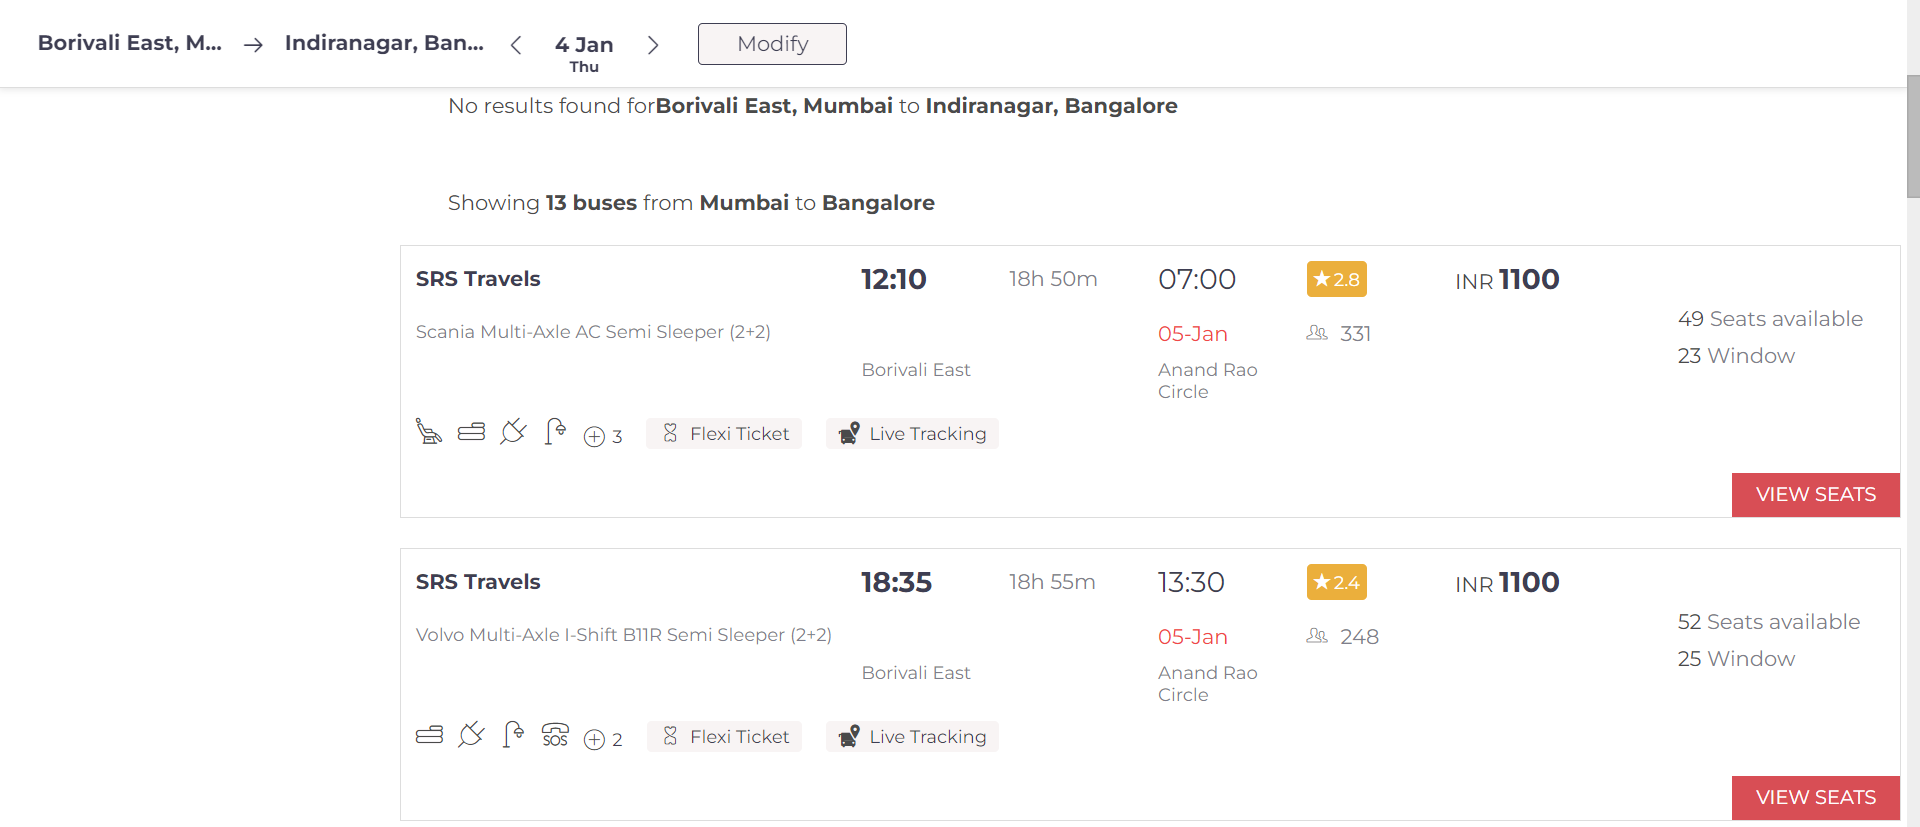 Borivali East, M... → Indiranagar, Ban... 4 Jan Modify
Thu
No results found forBorivali East, Mumbai to Indiranagar, Bangalore
Showing 13 buses from Mumbai to Bangalore
SRS Travels 12:10 18h 50m 07:00 2.8 INR 1100
49 Seats available
Scania Multi-Axle AC Semi Sleeper (2+2) 05-Jan 331
23 Window
Borivali East Anand Rao
Circle
3 Flexi Ticket Live Tracking
VIEW SEATS
SRS Travels 18:35 18h 55m 13:30 2.4 INR 1100
52 Seats available
Volvo Multi-Axle I-Shift B11R Semi Sleeper (2+2) 05-Jan 248
25 Window
Borivali East Anand Rao
Circle
SOS 2 Flexi Ticket Live Tracking
VIEW SEATS